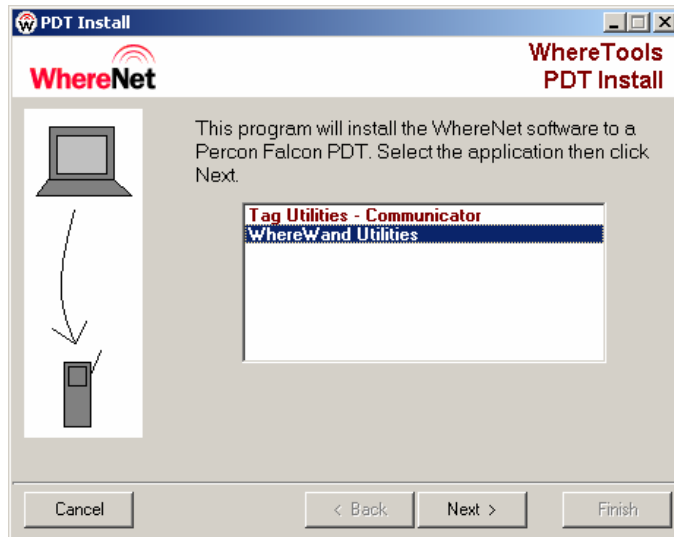 PDT Install
WhereTools
WhereNet
PDT Install
This program will install the WhereNet software to a
Percon Falcon PDT. Select the application then click
Next.
Tag Utilities - Communicator
WhereWand Utilities
Cancel
< Back
Next >
Finish